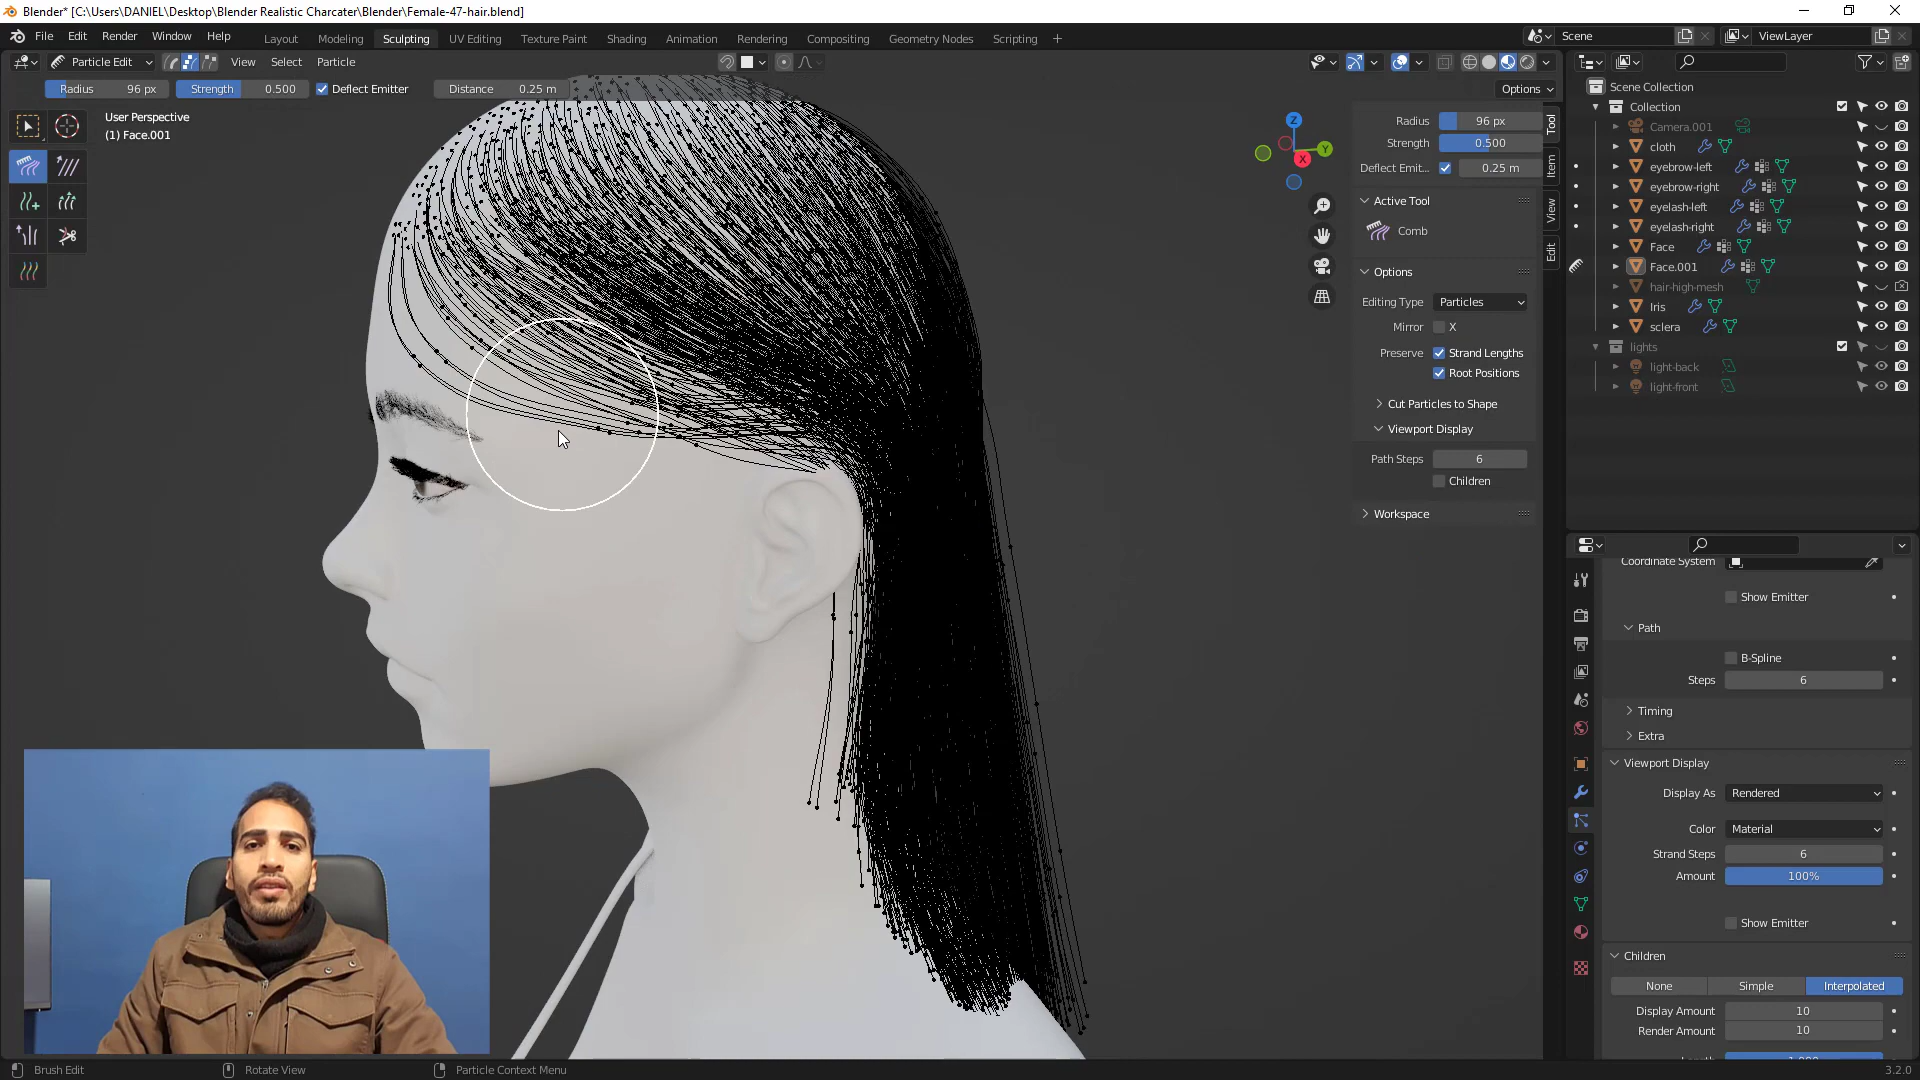 Blender* [C:\Users\DANIEL\Desktop\Blender Realistic Charcater\Blender\Female-47-hair.blend]
File Edit Render Window Help Layout Modeling Sculpting UV Editing Texture Paint Shading Animation Rendering Compositing Geometry Nodes Scripting + Scene ViewLayer
Particle Edit View Select Particle
Radius 96 px Strength 0.500 Deflect Emitter Distance 0.25 m Options
User Perspective
(1) Face.001
Z
Y
X
Radius 96 px
Strength 0.500
Deflect Emit... 0.25 m
Active Tool
Comb
Options
Editing Type Particles
Mirror X
Preserve Strand Lengths
Root Positions
Cut Particles to Shape
Viewport Display
Path Steps 6
Children
Workspace
Tool
Item
View
Edit
Scene Collection
Collection
Camera.001
cloth
eyebrow-left
eyebrow-right
eyelash-left
eyelash-right
Face
Face.001
hair-high-mesh
Iris
sclera
lights
light-back
light-front
Coordinate System
Show Emitter
Path
B-Spline
Steps 6
Timing
Extra
Viewport Display
Display As Rendered
Color Material
Strand Steps 6
Amount 100%
Show Emitter
Children
None Simple Interpolated
Display Amount 10
Render Amount 10
Brush Edit Rotate View Particle Context Menu 3.2.0